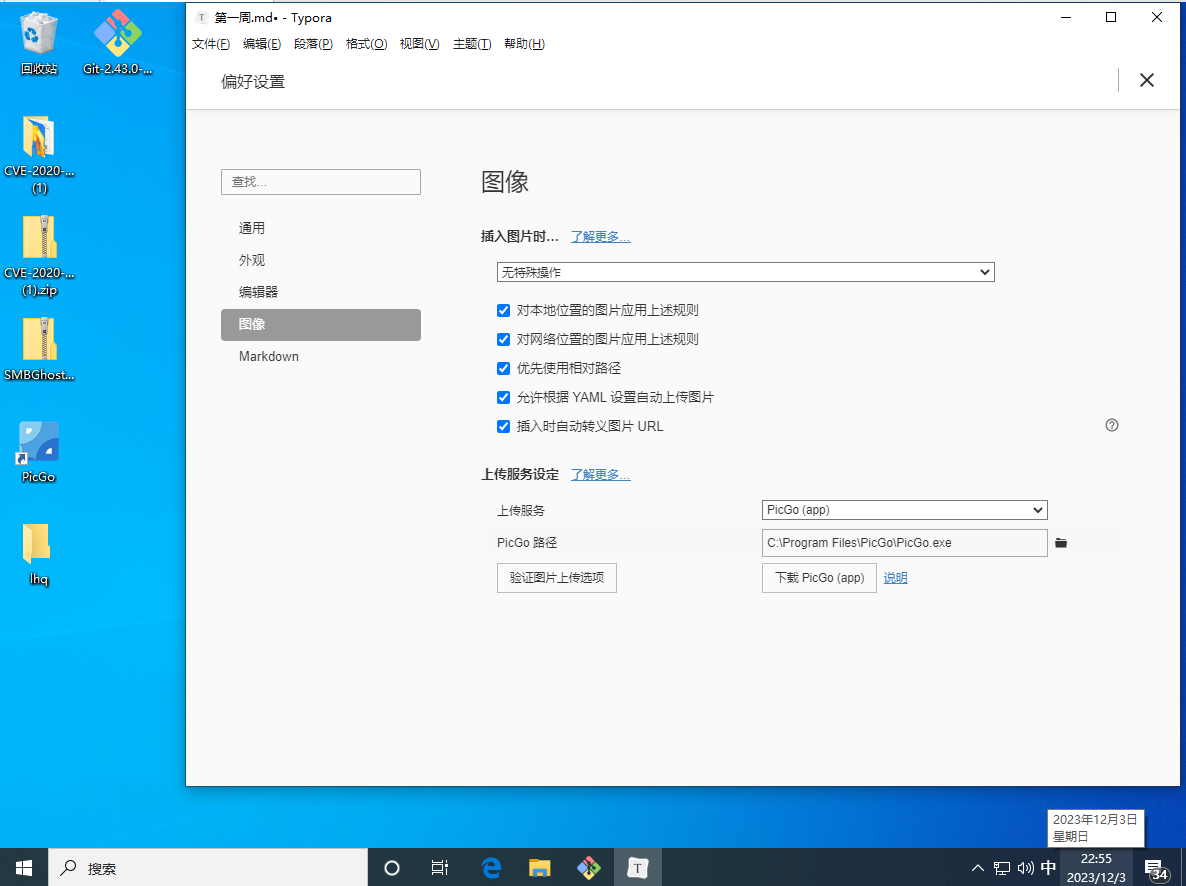 回收站
Git-2.43.0-...
CVE-2020-...
(1)
CVE-2020-...
(1).zip
SMBGhost...
PicGo
lhq
T 第一周.md• - Typora
文件(F) 编辑(E) 段落(P) 格式(O) 视图(V) 主题(T) 帮助(H)
偏好设置
查找...
通用
外观
编辑器
图像
Markdown
图像
插入图片时... 了解更多...
无特殊操作
对本地位置的图片应用上述规则
对网络位置的图片应用上述规则
优先使用相对路径
允许根据 YAML 设置自动上传图片
插入时自动转义图片 URL
上传服务设定 了解更多...
上传服务 PicGo (app)
PicGo 路径 C:\Program Files\PicGo\PicGo.exe
验证图片上传选项 下载 PicGo (app) 说明
2023年12月3日
星期日
搜索
T
中
22:55
2023/12/3
34